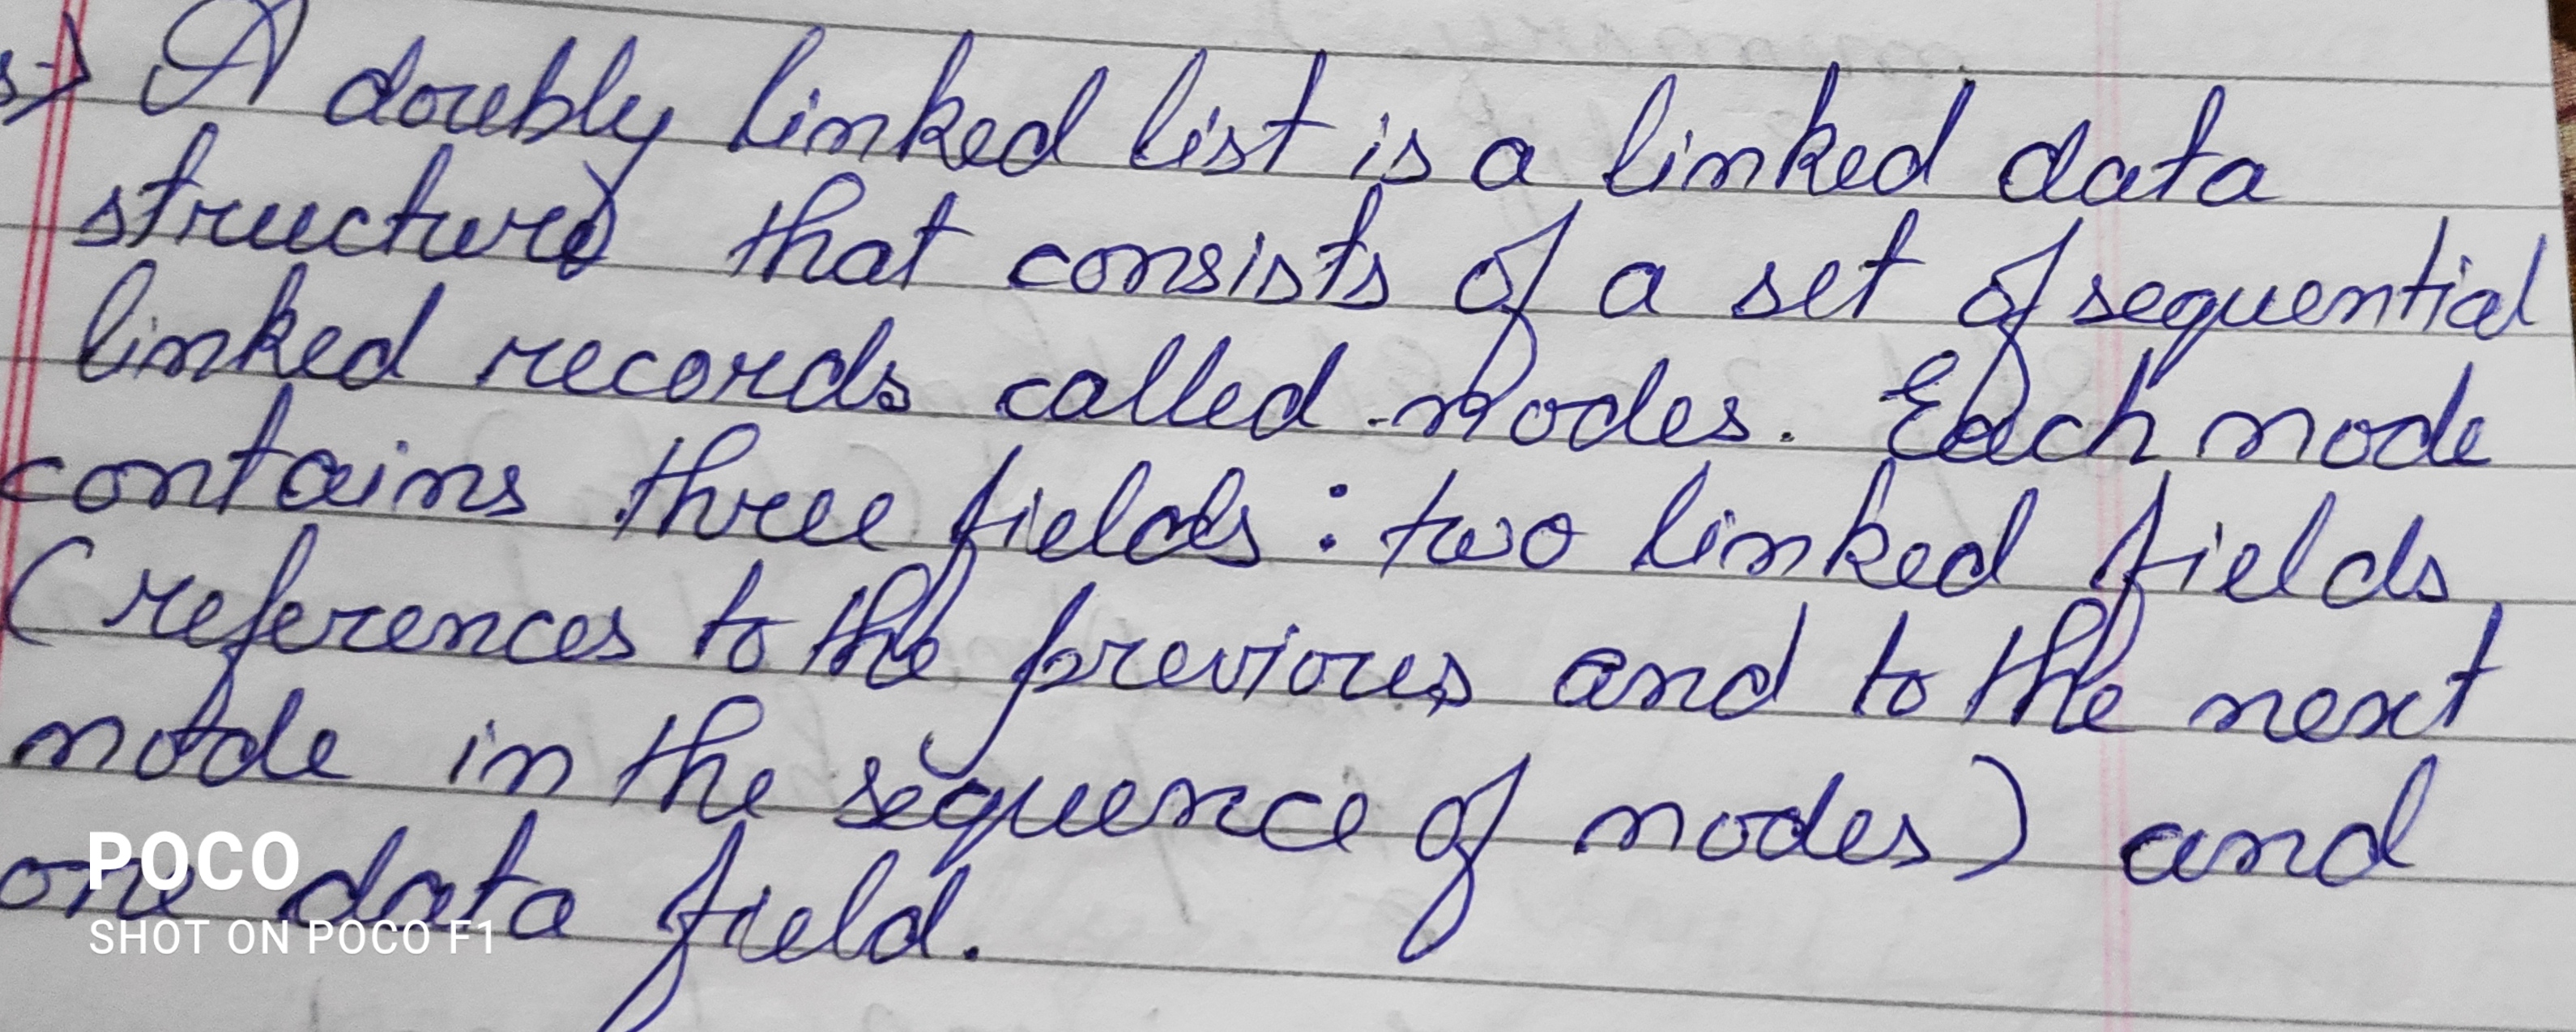 s⇒ A doubly linked list is a linked data
structure that consists of a set of sequential
linked records called nodes. Each node
contains three fields : two linked fields
(references to the previous and to the next
node in the sequence of nodes) and
one data field.
POCO
SHOT ON POCO F1